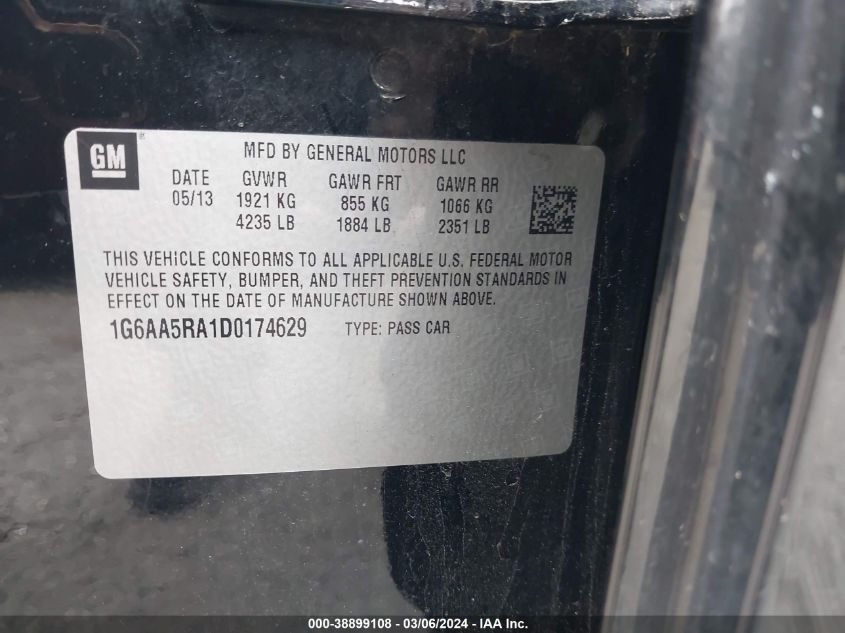 GM
MFD BY GENERAL MOTORS LLC
DATE GVWR GAWR FRT GAWR RR
05/13 1921 KG 855 KG 1066 KG
4235 LB 1884 LB 2351 LB
THIS VEHICLE CONFORMS TO ALL APPLICABLE U.S. FEDERAL MOTOR
VEHICLE SAFETY, BUMPER, AND THEFT PREVENTION STANDARDS IN
EFFECT ON THE DATE OF MANUFACTURE SHOWN ABOVE.
1G6AA5RA1D0174629 TYPE: PASS CAR
000-38899108 - 03/06/2024 - IAA Inc.